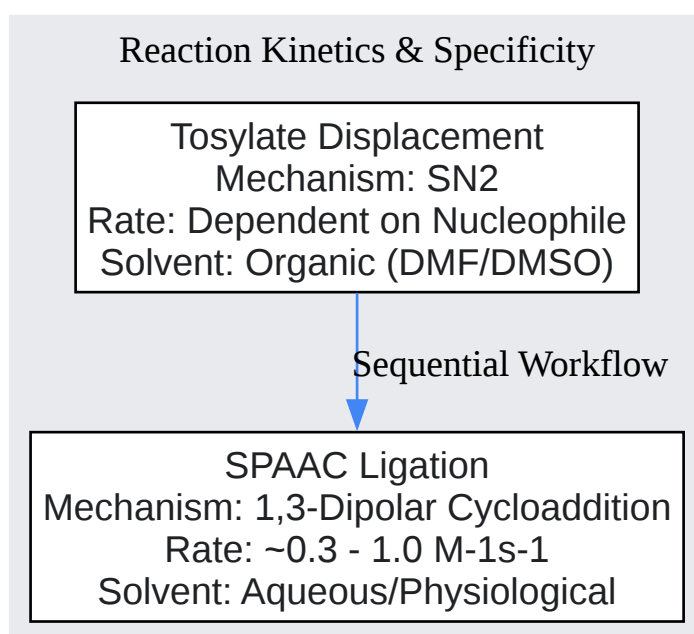 Reaction Kinetics & Specificity
Tosylate Displacement
Mechanism: SN2
Rate: Dependent on Nucleophile
Solvent: Organic (DMF/DMSO)
Sequential Workflow
SPAAC Ligation
Mechanism: 1,3-Dipolar Cycloaddition
Rate: ~0.3 - 1.0 M-1s-1
Solvent: Aqueous/Physiological